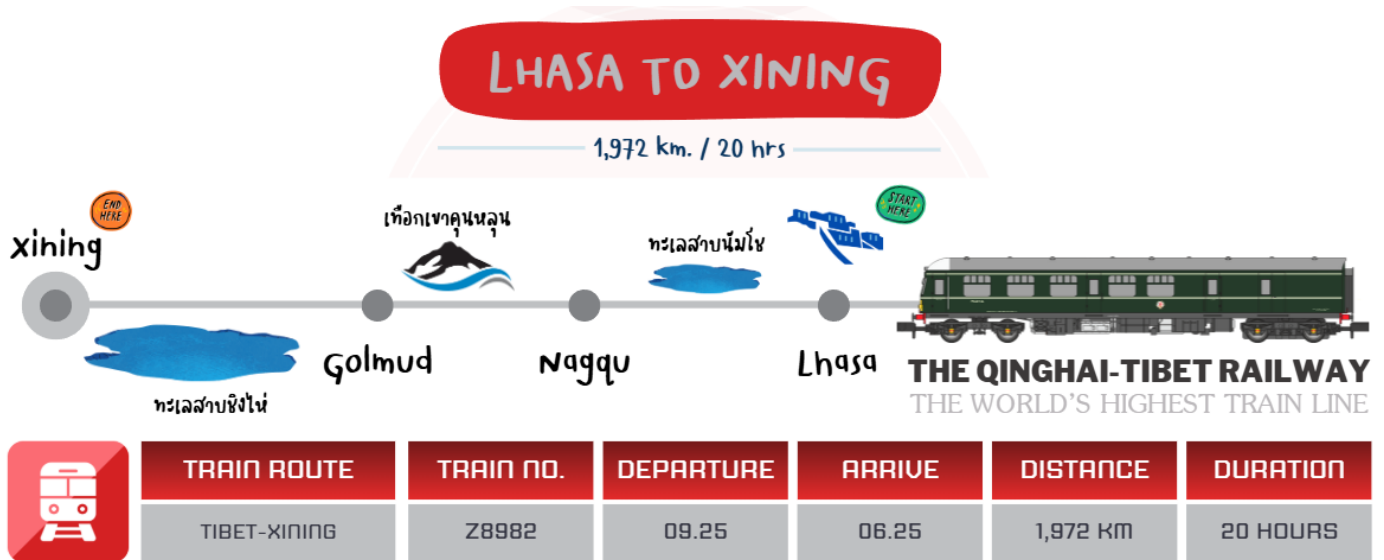 LHASA TO XINING
1,972 km. / 20 hrs
END HERE
START HERE
xining
เทือกเขาคุนหลุน
ทะเลสาบนัมโช
Golmud
Nagqu
Lhasa
ทะเลสาบชิงไห่
THE QINGHAI-TIBET RAILWAY
THE WORLD'S HIGHEST TRAIN LINE
TRAIN ROUTE TRAIN NO. DEPARTURE ARRIVE DISTANCE DURATION
TIBET-XINING Z8982 09.25 06.25 1,972 KM 20 HOURS